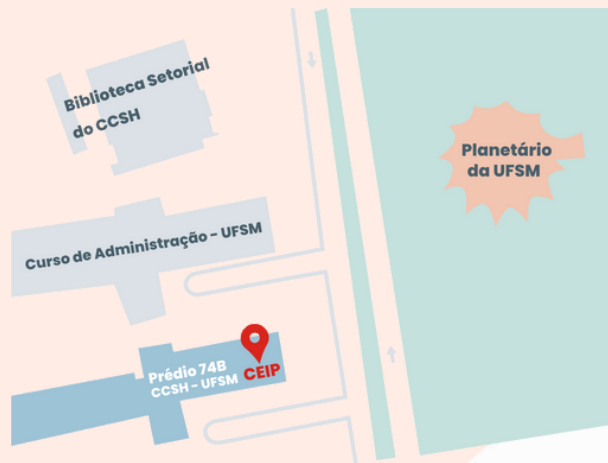 Biblioteca Setorial
do CCSH
Planetário
da UFSM
Curso de Administração - UFSM
Prédio 74B
CCSH - UFSM
CEIP